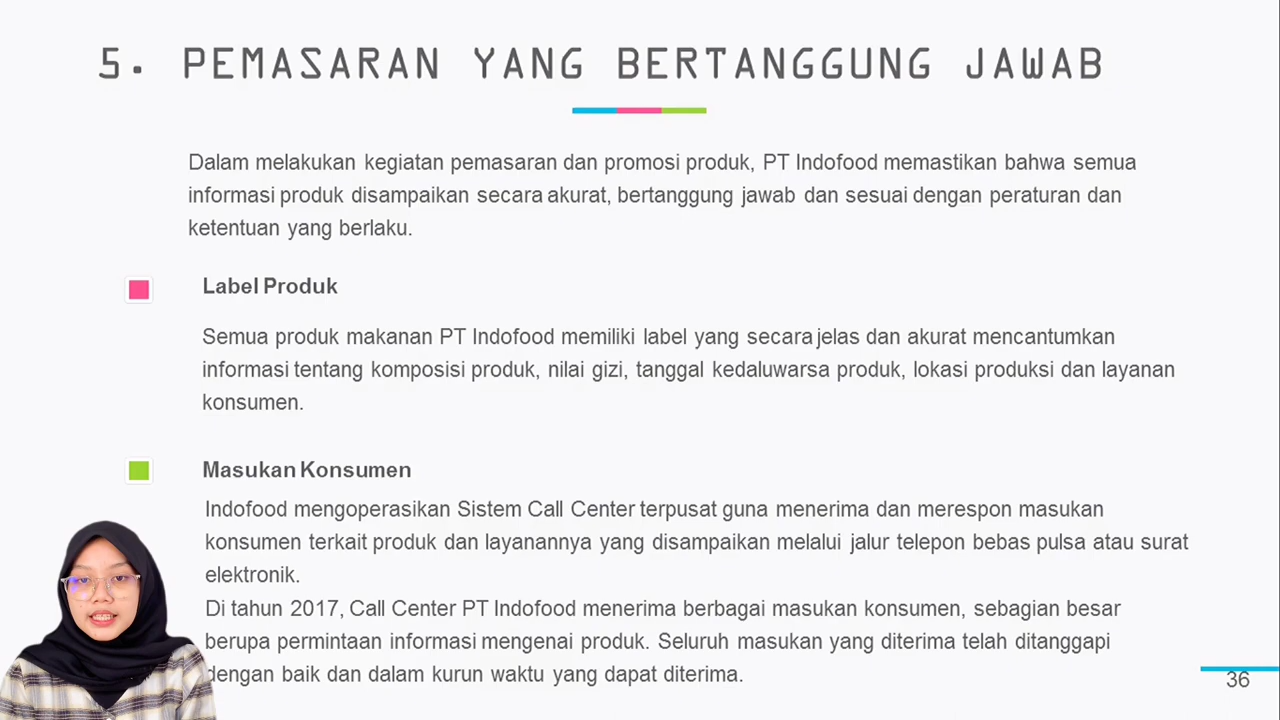 5. PEMASARAN YANG BERTANGGUNG JAWAB
Dalam melakukan kegiatan pemasaran dan promosi produk, PT Indofood memastikan bahwa semua
informasi produk disampaikan secara akurat, bertanggung jawab dan sesuai dengan peraturan dan
ketentuan yang berlaku.
Label Produk
Semua produk makanan PT Indofood memiliki label yang secara jelas dan akurat mencantumkan
informasi tentang komposisi produk, nilai gizi, tanggal kedaluwarsa produk, lokasi produksi dan layanan
konsumen.
Masukan Konsumen
Indofood mengoperasikan Sistem Call Center terpusat guna menerima dan merespon masukan
konsumen terkait produk dan layanannya yang disampaikan melalui jalur telepon bebas pulsa atau surat
elektronik.
Di tahun 2017, Call Center PT Indofood menerima berbagai masukan konsumen, sebagian besar
berupa permintaan informasi mengenai produk. Seluruh masukan yang diterima telah ditanggapi
dengan baik dan dalam kurun waktu yang dapat diterima.
36